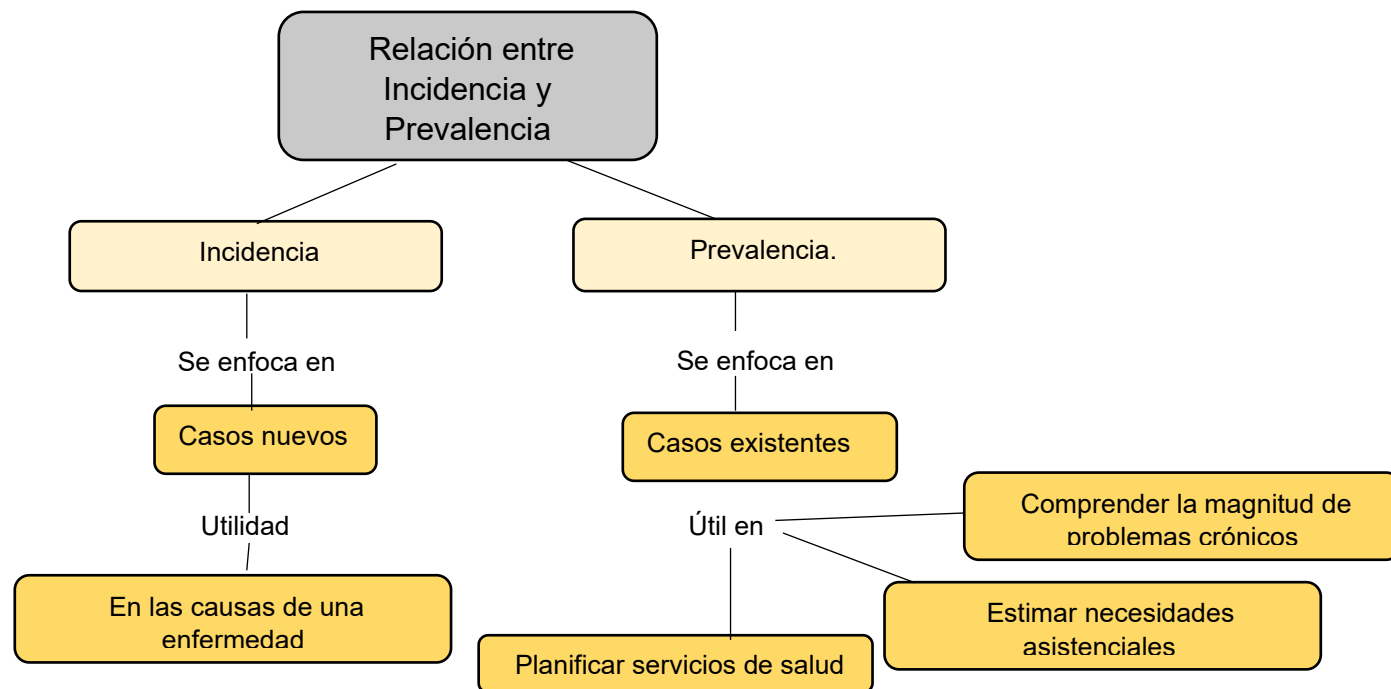 Relación entre
Incidencia y
Prevalencia
Incidencia
Prevalencia.
Se enfoca en
Se enfoca en
Casos nuevos
Casos existentes
Utilidad
Útil en
Comprender la magnitud de
problemas crónicos
En las causas de una
enfermedad
Estimar necesidades
asistenciales
Planificar servicios de salud